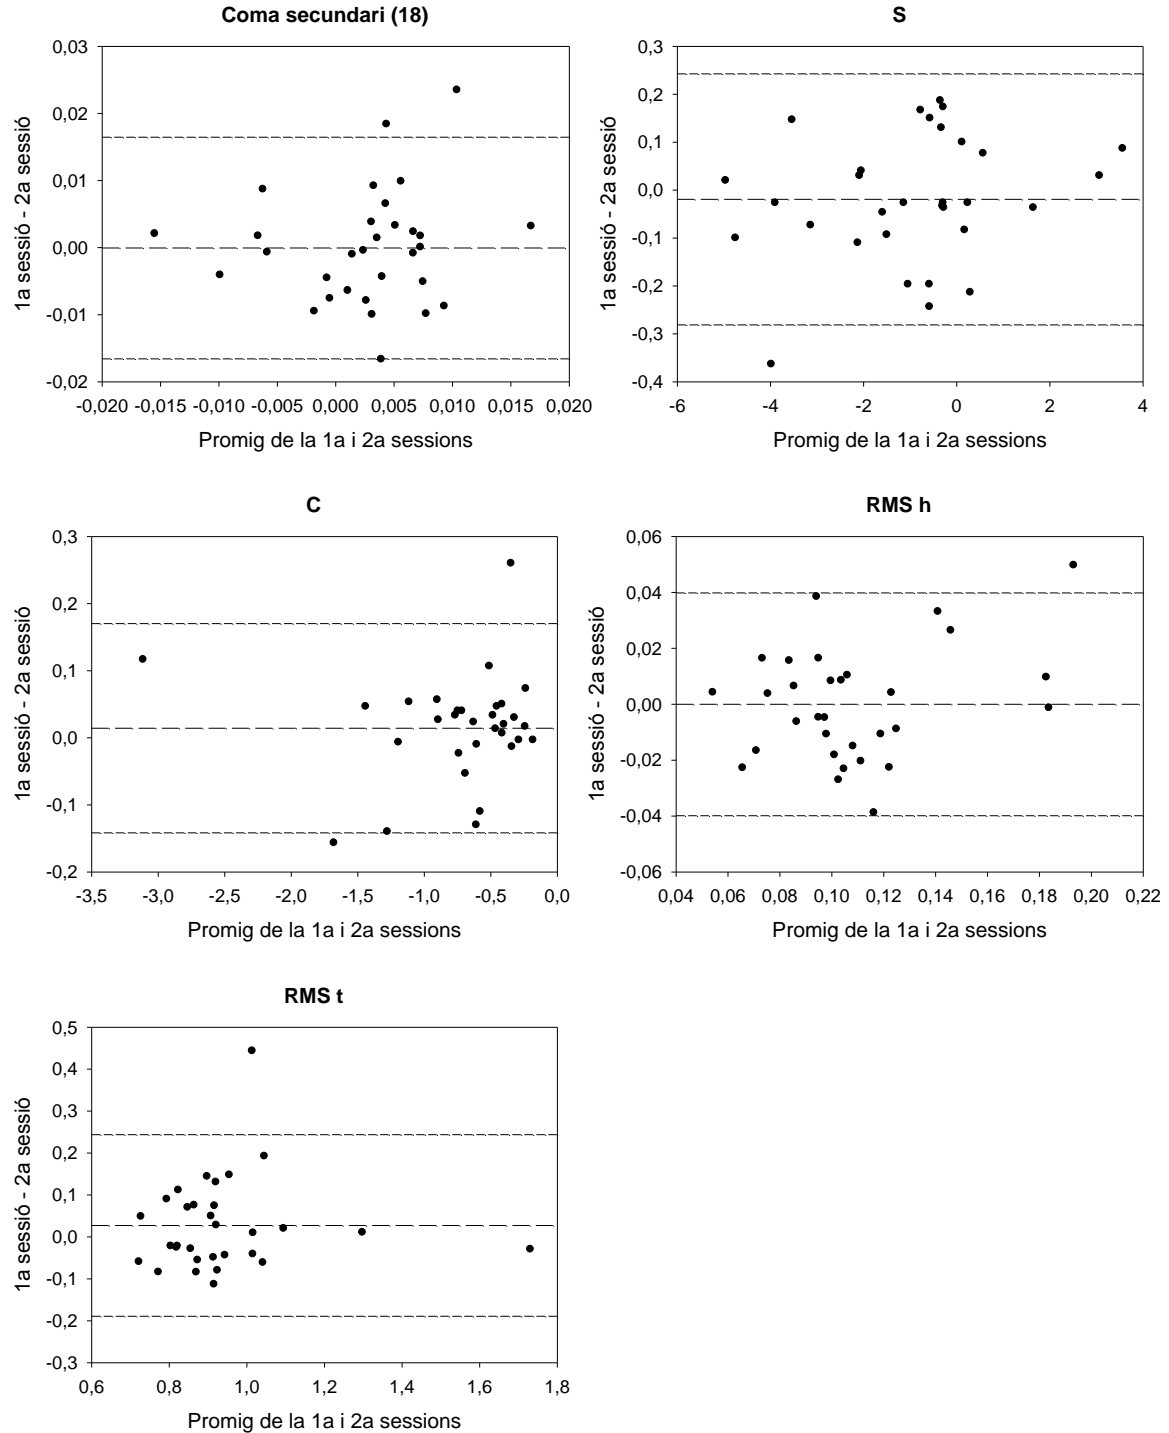 Coma secundari (18)
0,03
0,02
0,01
0,00
-0,01
-0,02
1a sessió - 2a sessió
-0,020 -0,015 -0,010 -0,005 0,000 0,005 0,010 0,015 0,020
Promig de la 1a i 2a sessions
S
0,3
0,2
0,1
0,0
-0,1
-0,2
-0,3
-0,4
1a sessió - 2a sessió
-6 -4 -2 0 2 4
Promig de la 1a i 2a sessions
C
0,3
0,2
0,1
0,0
-0,1
-0,2
1a sessió - 2a sessió
-3,5 -3,0 -2,5 -2,0 -1,5 -1,0 -0,5 0,0
Promig de la 1a i 2a sessions
RMS h
0,06
0,04
0,02
0,00
-0,02
-0,04
-0,06
1a sessió - 2a sessió
0,04 0,06 0,08 0,10 0,12 0,14 0,16 0,18 0,20 0,22
Promig de la 1a i 2a sessions
RMS t
0,5
0,4
0,3
0,2
0,1
0,0
-0,1
-0,2
-0,3
1a sessió - 2a sessió
0,6 0,8 1,0 1,2 1,4 1,6 1,8
Promig de la 1a i 2a sessions